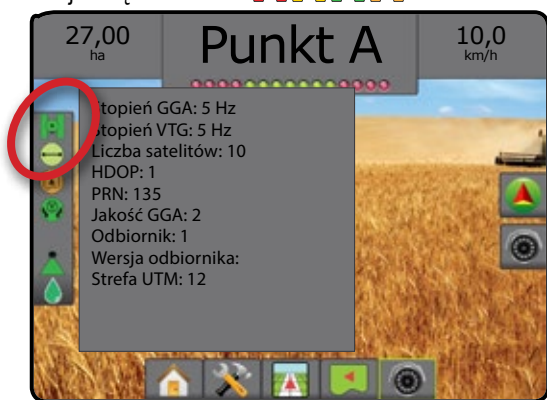 27,00
ha
Punkt A
10,0
km/h
Stopień GGA: 5 Hz
Stopień VTG: 5 Hz
Liczba satelitów: 10
HDOP: 1
PRN: 135
Jakość GGA: 2
Odbiornik: 1
Wersja odbiornika:
Strefa UTM: 12